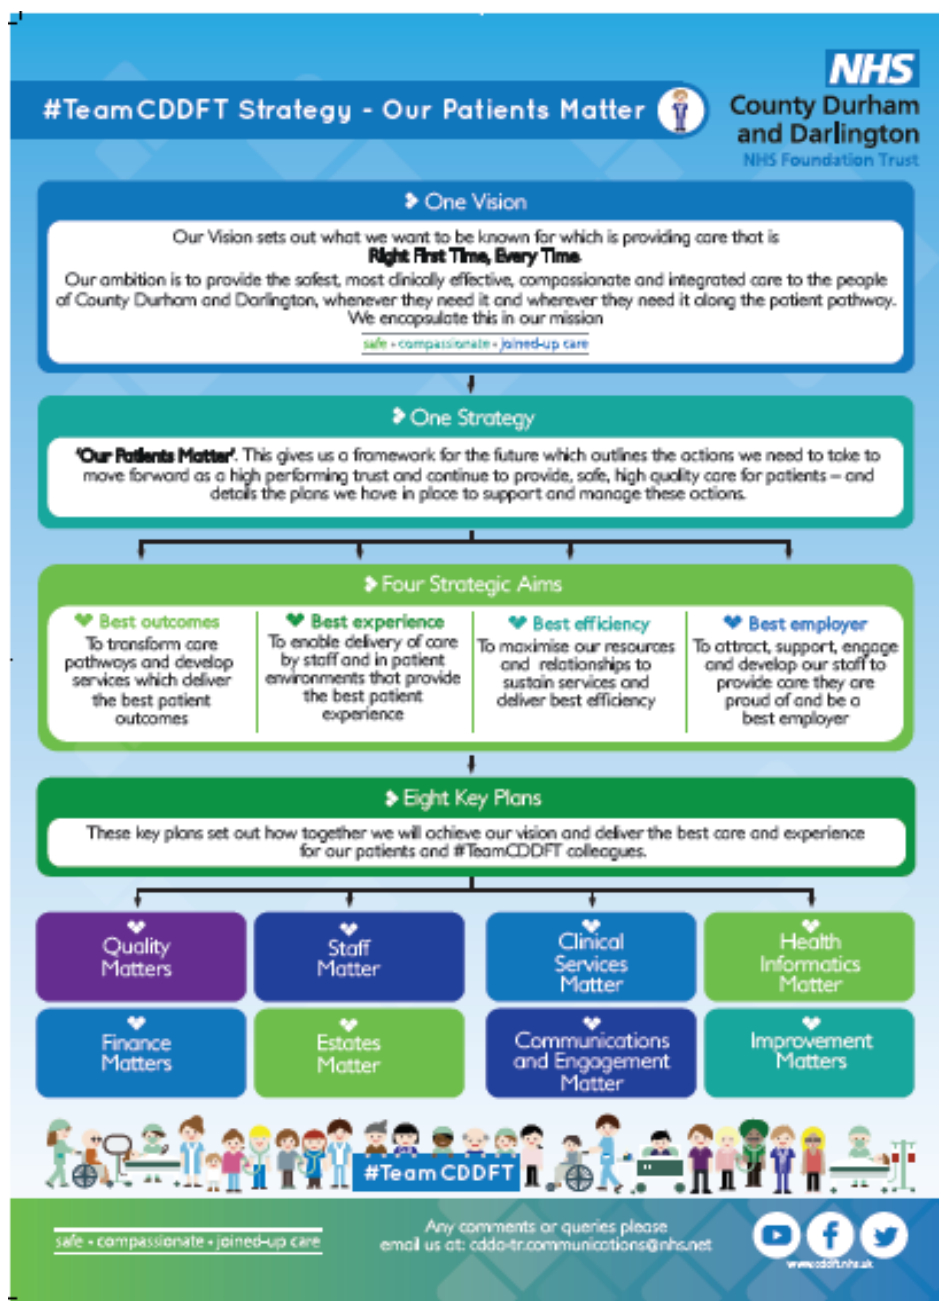 #TeamCDDFT Strategy - Our Patients Matter
NHS
County Durham
and Darlington
NHS Foundation Trust
One Vision
Our Vision sets out what we want to be known for which is providing care that is
Right First Time, Every Time.
Our ambition is to provide the safest, most clinically effective, compassionate and integrated care to the people
of County Durham and Darlington, whenever they need it and wherever they need it along the patient pathway.
We encapsulate this in our mission
safe • compassionate • joined-up care
One Strategy
'Our Patients Matter'. This gives us a framework for the future which outlines the actions we need to take to
move forward as a high performing trust and continue to provide, safe, high quality care for patients – and
details the plans we have in place to support and manage these actions.
Four Strategic Aims
Best outcomes
To transform care
pathways and develop
services which deliver
the best patient
outcomes
Best experience
To enable delivery of care
by staff and in patient
environments that provide
the best patient
experience
Best efficiency
To maximise our resources
and relationships to
sustain services and
deliver best efficiency
Best employer
To attract, support, engage
and develop our staff to
provide care they are
proud of and be a
best employer
Eight Key Plans
These key plans set out how together we will achieve our vision and deliver the best care and experience
for our patients and #TeamCDDFT colleagues.
Quality
Matters
Staff
Matter
Clinical
Services
Matter
Health
Informatics
Matter
Finance
Matters
Estates
Matter
Communications
and Engagement
Matter
Improvement
Matters
#TeamCDDFT
safe • compassionate • joined-up care
Any comments or queries please
email us at: cdda-tr.communications@nhs.net
www.cddft.nhs.uk